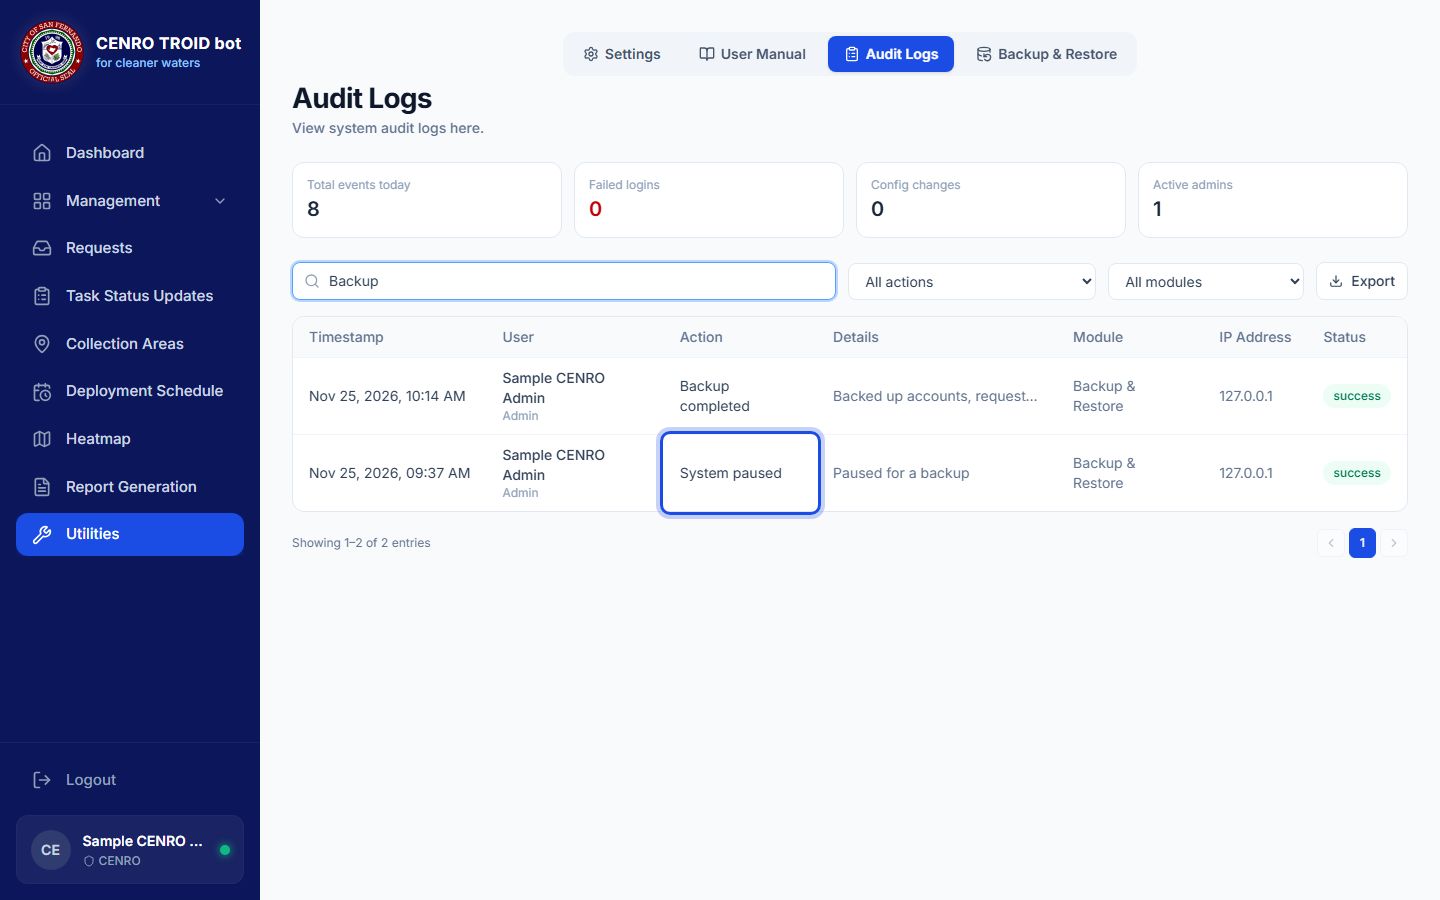 CITY OF SAN FERNANDO
OFFICIAL SEAL
CENRO TROID bot
for cleaner waters
Dashboard
Management
Requests
Task Status Updates
Collection Areas
Deployment Schedule
Heatmap
Report Generation
Utilities
Logout
CE
Sample CENRO ...
CENRO
Settings
User Manual
Audit Logs
Backup & Restore
Audit Logs
View system audit logs here.
Total events today
8
Failed logins
0
Config changes
0
Active admins
1
Backup
All actions
All modules
Export
Timestamp User Action Details Module IP Address Status
Nov 25, 2026, 10:14 AM
Sample CENRO
Admin
Admin
Backup
completed
Backed up accounts, request...
Backup &
Restore
127.0.0.1
success
Nov 25, 2026, 09:37 AM
Sample CENRO
Admin
Admin
System paused
Paused for a backup
Backup &
Restore
127.0.0.1
success
Showing 1–2 of 2 entries
1